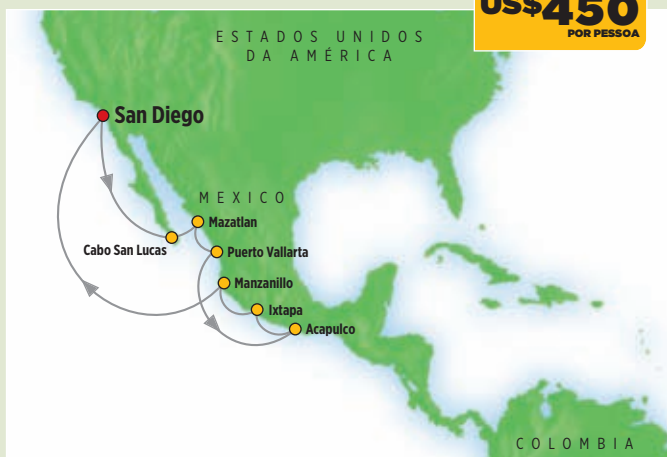 US$450
POR PESSOA
ESTADOS UNIDOS
DA AMÉRICA
San Diego
MEXICO
Mazatlan
Cabo San Lucas
Puerto Vallarta
Manzanillo
Ixtapa
Acapulco
COLOMBIA